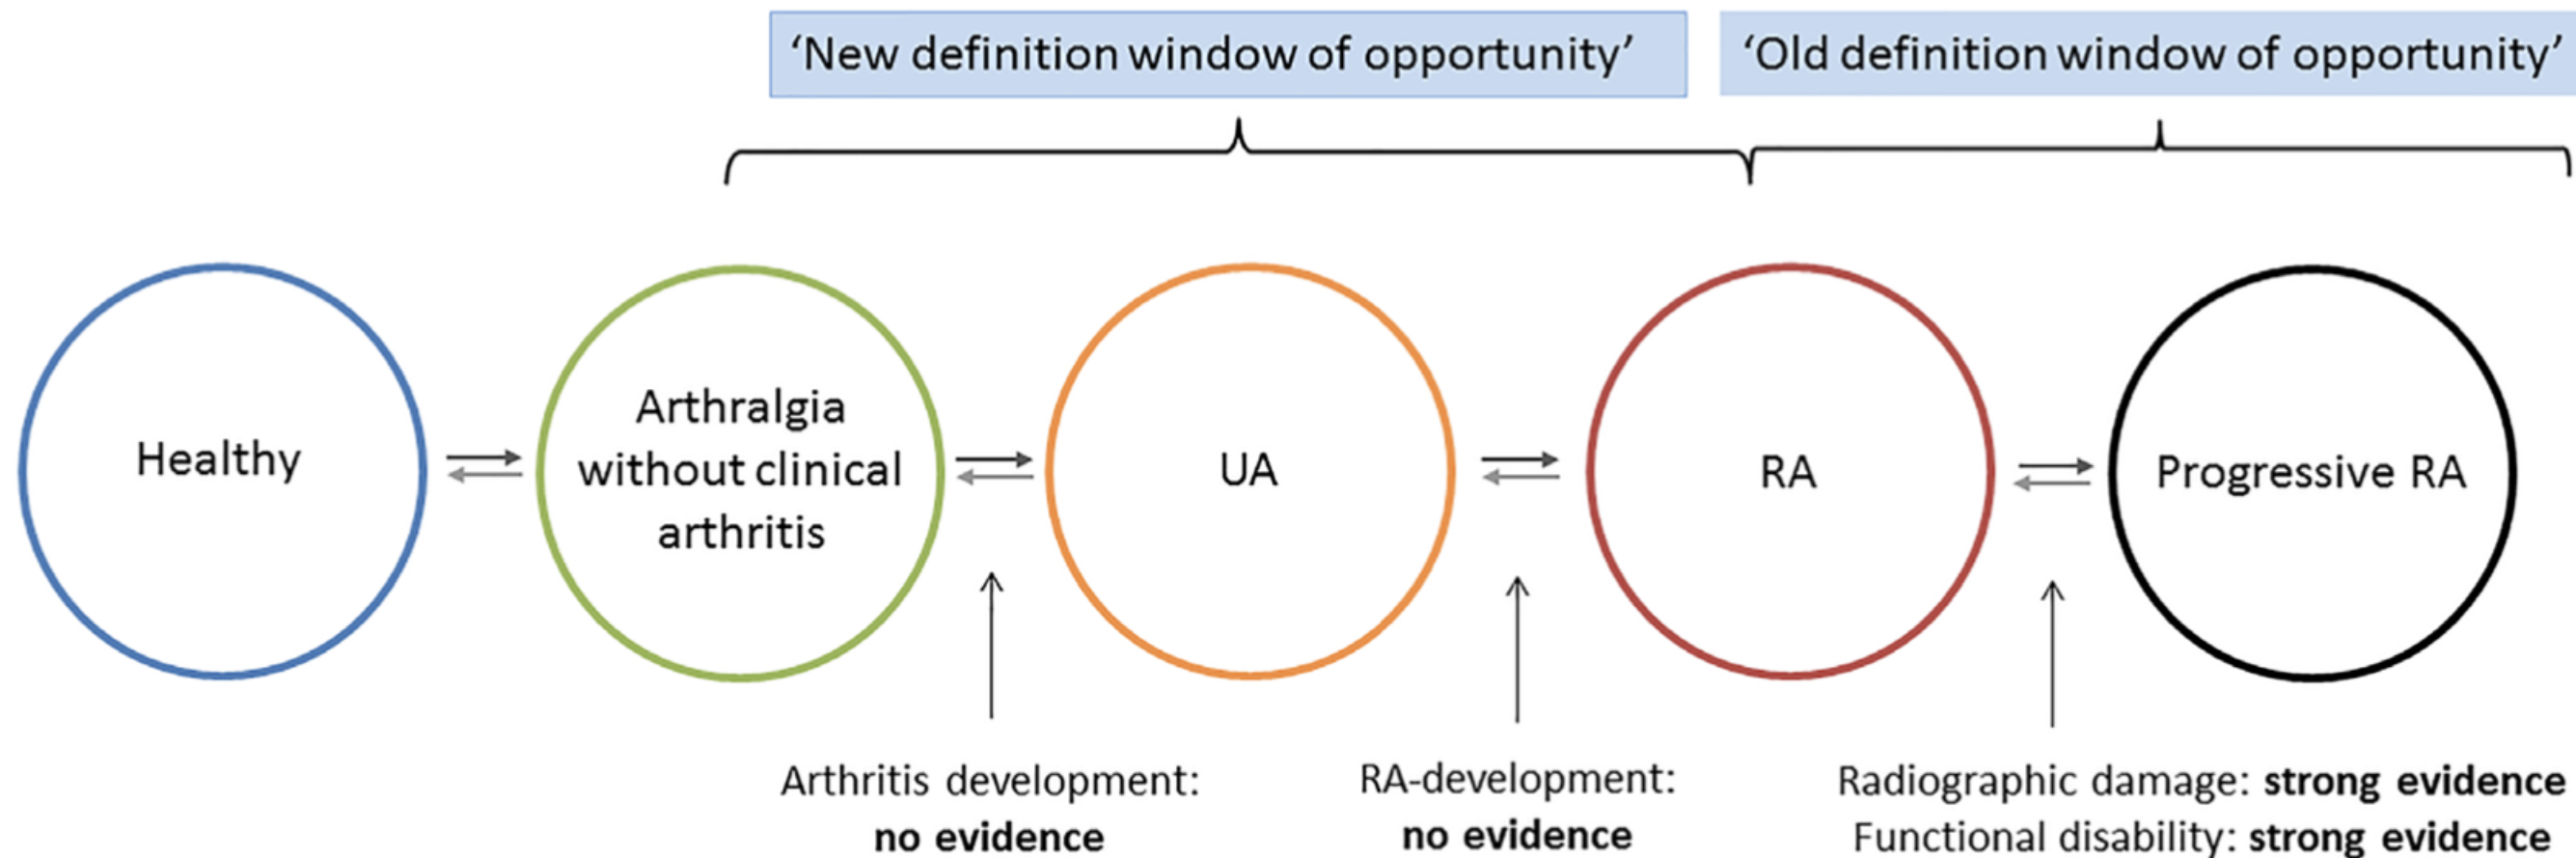 ‘New definition window of opportunity’
‘Old definition window of opportunity’
Healthy
Arthralgia
without clinical
arthritis
UA
RA
Progressive RA
Arthritis development:
no evidence
RA-development:
no evidence
Radiographic damage: strong evidence
Functional disability: strong evidence